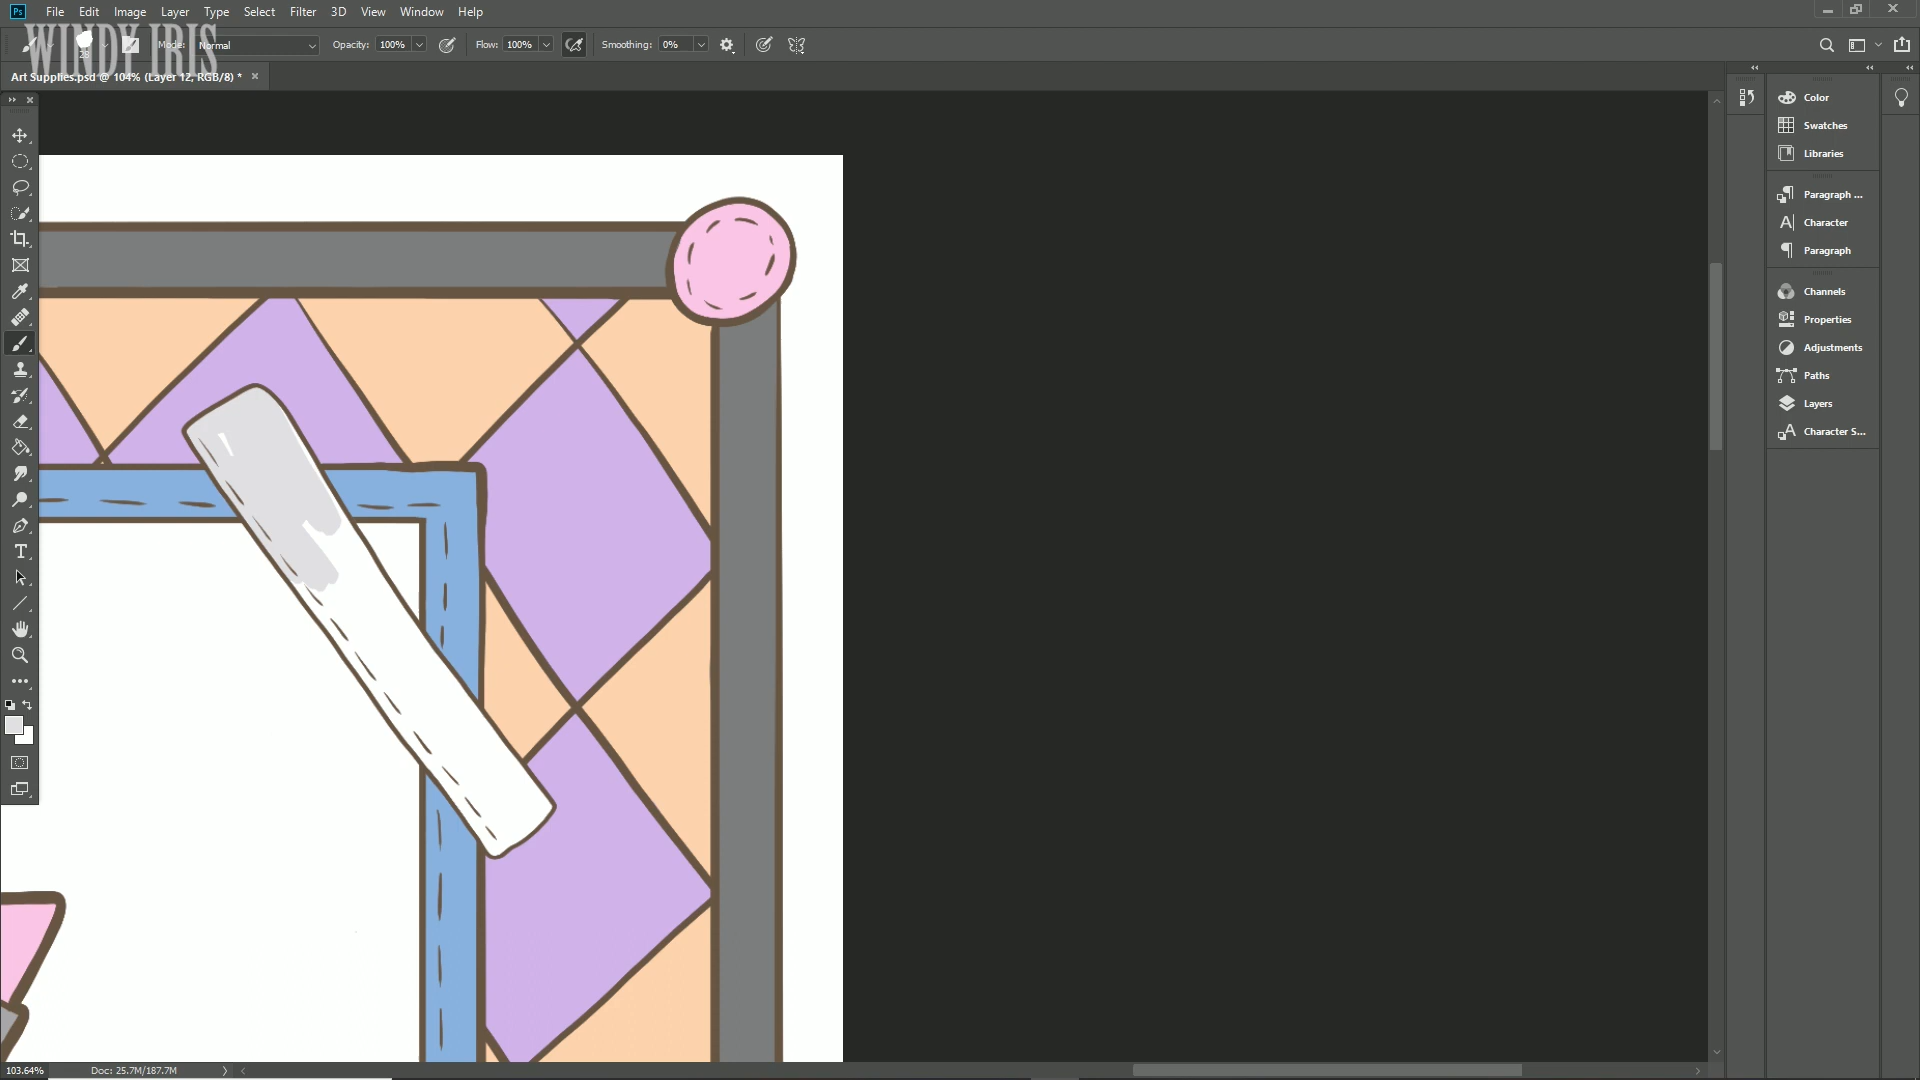 Ps File Edit Image Layer Type Select Filter 3D View Window Help
WINDY IRIS
28 Mode: Normal Opacity: 100% Flow: 100% Smoothing: 0%
Art Supplies.psd @ 104% (Layer 12, RGB/8) *
Color
Swatches
Libraries
Paragraph ...
Character
Paragraph
Channels
Properties
Adjustments
Paths
Layers
Character S...
103.64% Doc: 25.7M/187.7M